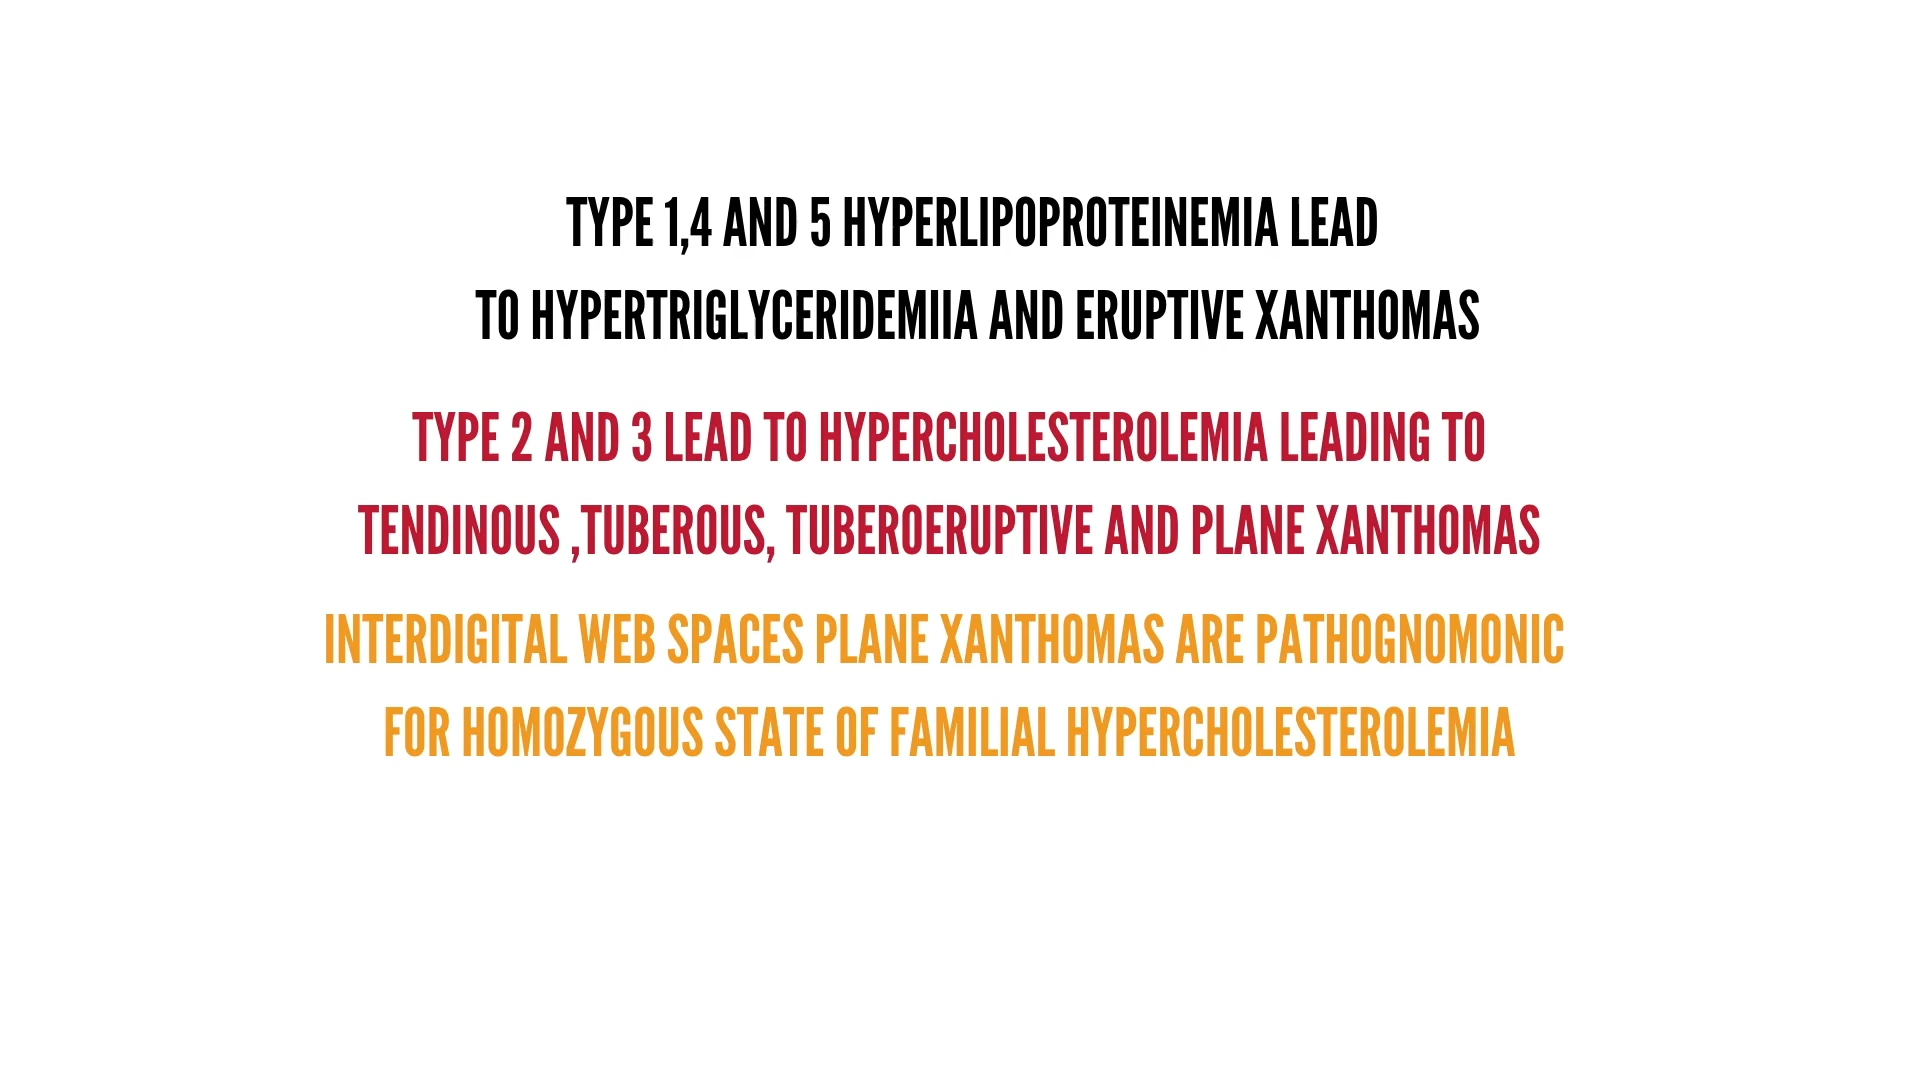 TYPE 1,4 AND 5 HYPERLIPOPROTEINEMIA LEAD
TO HYPERTRIGLYCERIDEMIIA AND ERUPTIVE XANTHOMAS
TYPE 2 AND 3 LEAD TO HYPERCHOLESTEROLEMIA LEADING TO
TENDINOUS ,TUBEROUS, TUBEROERUPTIVE AND PLANE XANTHOMAS
INTERDIGITAL WEB SPACES PLANE XANTHOMAS ARE PATHOGNOMONIC
FOR HOMOZYGOUS STATE OF FAMILIAL HYPERCHOLESTEROLEMIA